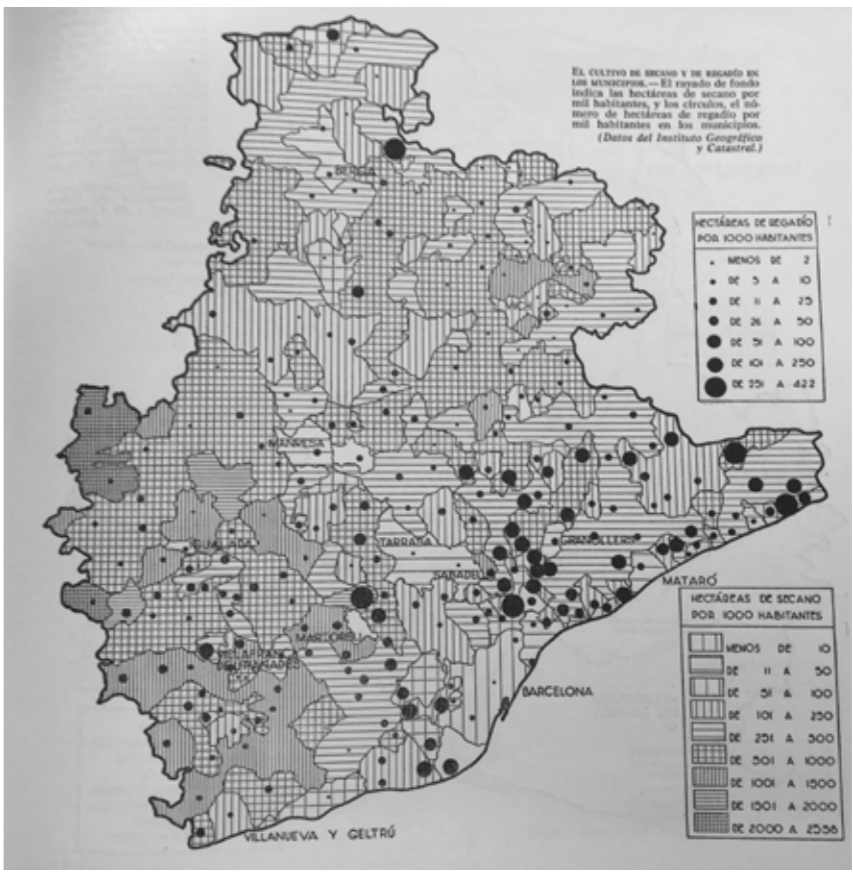 EL CULTIVO DE SECANO Y DE REGADÍO EN
LOS MUNICIPIOS.—El rayado de fondo
indica las hectáreas de secano por
mil habitantes, y los círculos, el nú-
mero de hectáreas de regadío por
mil habitantes en los municipios.
(Datos del Instituto Geográfico
y Catastral.)
BERGA
HECTÁREAS DE REGADÍO
POR 1000 HABITANTES
MENOS DE 2
DE 5 A 10
DE 11 A 25
DE 26 A 50
DE 51 A 100
DE 101 A 250
DE 251 A 422
MANRESA
IGUALADA
TARRASA
GRANOLLERS
SABADELL
MATARÓ
MARTORELL
VILLAFRANCA
DEL PANADÉS
BARCELONA
VILLANUEVA Y GELTRÚ
HECTÁREAS DE SECANO
POR 1000 HABITANTES
MENOS DE 10
DE 11 A 50
DE 51 A 100
DE 101 A 250
DE 251 A 500
DE 501 A 1000
DE 1001 A 1500
DE 1501 A 2000
DE 2000 A 2558